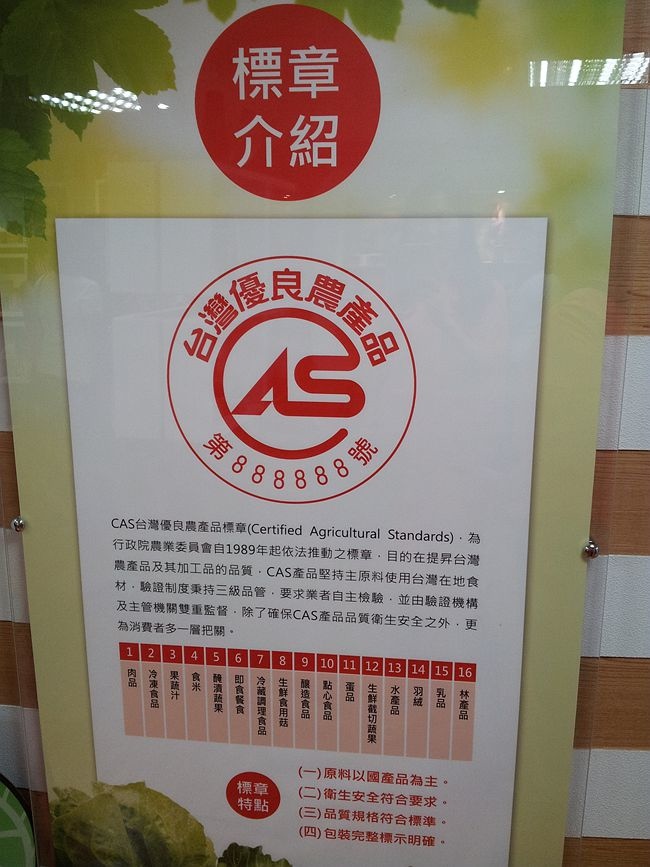 標章
介紹
台灣優良農產品
CAS
第888888號
CAS台灣優良農產品標章(Certified Agricultural Standards),為
行政院農業委員會自1989年起依法推動之標章,目的在提昇台灣
農產品及其加工品的品質,CAS產品堅持主原料使用台灣在地食
材,驗證制度秉持三級品管,要求業者自主檢驗,並由驗證機構
及主管機關雙重監督,除了確保CAS產品品質衛生安全之外,更
為消費者多一層把關。
1 2 3 4 5 6 7 8 9 10 11 12 13 14 15 16
肉品
冷凍食品
果蔬汁
食米
醃漬蔬果
即食餐食
冷藏調理食品
生鮮食用菇
釀造食品
點心食品
蛋品
生鮮截切蔬果
水產品
羽絨
乳品
林產品
標章
特點
(一)原料以國產品為主。
(二)衛生安全符合要求。
(三)品質規格符合標準。
(四)包裝完整標示明確。